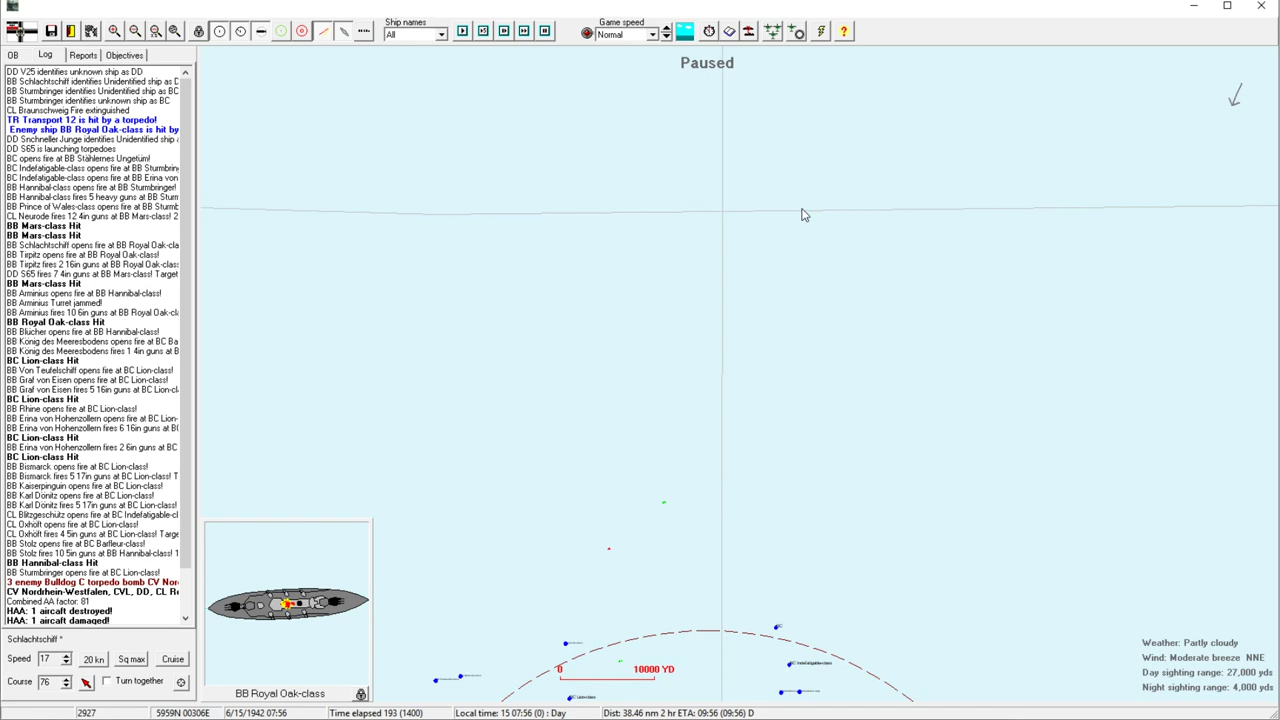 Ship names
All
Game speed
Normal
OB Log Reports Objectives
Paused
DD V25 identifies unknown ship as DD
BB Schlachtschiff identifies Unidentified ship as D
BB Sturmbringer identifies Unidentified ship as BC
BB Sturmbringer identifies unknown ship as BC
CL Braunschweig Fire extinguished
TR Transport 12 is hit by a torpedo!
Enemy ship BB Royal Oak-class is hit by
DD Snchneller Junge identifies Unidentified ship
DD S65 is launching torpedoes
BC opens fire at BB Stählernes Ungetüm!
BC Indefatigable-class opens fire at BB Sturmbring
BC Indefatigable-class opens fire at BB Erina von
BB Hannibal-class opens fire at BB Sturmbringer!
BB Hannibal-class fires 5 heavy guns at BB Sturm
BB Prince of Wales-class opens fire at BB Sturmb
CL Neurode fires 12 4in guns at BB Mars-class! 2
BB Mars-class Hit
BB Mars-class Hit
BB Schlachtschiff opens fire at BB Royal Oak-cla
BB Tirpitz opens fire at BB Royal Oak-class!
BB Tirpitz fires 2 16in guns at BB Royal Oak-class
DD S65 fires 7 4in guns at BB Mars-class! Target
BB Mars-class Hit
BB Arminius opens fire at BB Hannibal-class!
BB Arminius Turret jammed!
BB Arminius fires 10 6in guns at BB Royal Oak-cl
BB Royal Oak-class Hit
BB Blücher opens fire at BB Hannibal-class!
BB König des Meeresbodens opens fire at BC Ba
BB König des Meeresbodens fires 1 4in guns at B
BC Lion-class Hit
BB Von Teufelschiff opens fire at BC Lion-class!
BB Graf von Eisen opens fire at BC Lion-class!
BB Graf von Eisen fires 5 16in guns at BC Lion-cl
BC Lion-class Hit
BB Rhine opens fire at BC Lion-class!
BB Erina von Hohenzollern opens fire at BC Lion-
BB Erina von Hohenzollern fires 6 16in guns at B
BC Lion-class Hit
BB Erina von Hohenzollern fires 2 6in guns at BC
BC Lion-class Hit
BB Bismarck opens fire at BC Lion-class!
BB Bismarck fires 5 17in guns at BC Lion-class! T
BB Kaiserpinguin opens fire at BC Lion-class!
BB Karl Dönitz opens fire at BC Lion-class!
BB Karl Dönitz fires 5 17in guns at BC Lion-class!
CL Blitzgeschütz opens fire at BC Indefatigable-cl
CL Oxhöft opens fire at BC Lion-class!
CL Oxhöft fires 4 5in guns at BC Lion-class! Targe
BB Stolz opens fire at BC Barfleur-class!
BB Stolz fires 10 5in guns at BB Hannibal-class! 1
BB Hannibal-class Hit
BB Sturmbringer opens fire at BC Lion-class!
3 enemy Bulldog C torpedo bomb CV Nor
CV Nordrhein-Westfalen, CVL, DD, CL R
Combined AA factor: 81
HAA: 1 aircaft destroyed!
HAA: 1 aircaft damaged!
Schlachtschiff *
Speed 17 20 kn Sq max Cruise
Course 76 Turn together
BB Royal Oak-class
BC
BC Indefatigable-class
BC Lion-class
0 10000 YD
Weather: Partly cloudy
Wind: Moderate breeze NNE
Day sighting range: 27,000 yds
Night sighting range: 4,000 yds
2927 5959N 00306E 6/15/1942 07:56 Time elapsed 193 (1400) Local time: 15 07:56 (0) : Day Dist: 38.46 nm 2 hr ETA: 09:56 (09:56) D